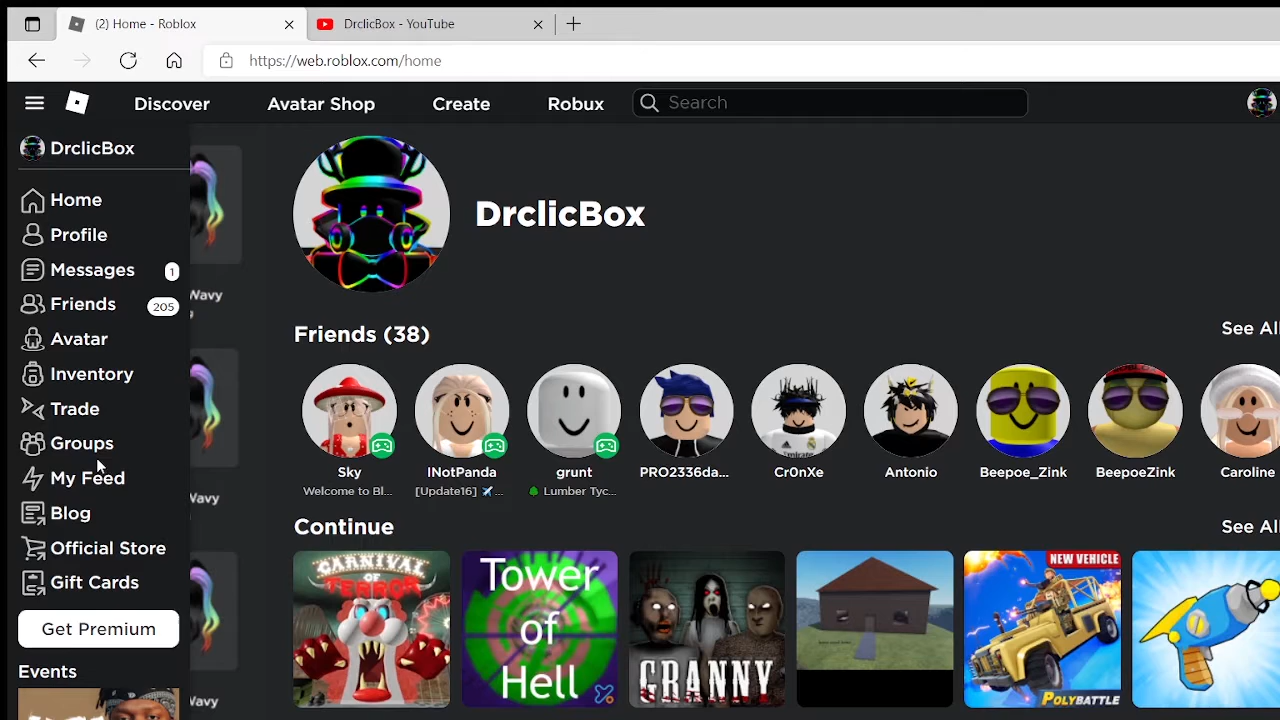 (2) Home - Roblox
DrclicBox - YouTube
https://web.roblox.com/home
Discover
Avatar Shop
Create
Robux
Search
DrclicBox
Home
Profile
Messages
1
Friends
205
Avatar
Inventory
Trade
Groups
My Feed
Blog
Official Store
Gift Cards
Get Premium
Events
Wavy
Wavy
Wavy
DrclicBox
Friends (38)
See All
Sky
Welcome to Bl...
INotPanda
[Update16] ✈️...
grunt
🌲 Lumber Tyc...
PRO2336da...
Cr0nXe
Antonio
Beepoe_Zink
BeepoeZink
Caroline
Continue
See All
CARNIVAL
OF
TERROR
Tower
of
Hell
GRANNY
NEW VEHICLE
POLYBATTLE